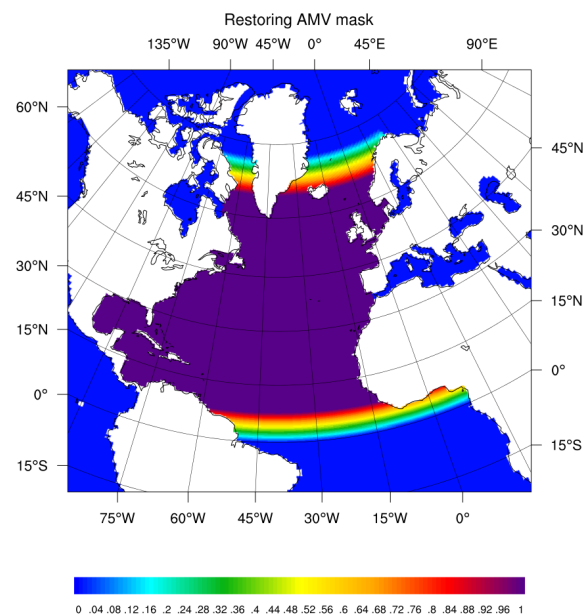 Restoring AMV mask
135°W 90°W 45°W 0° 45°E 90°E
60°N
45°N
45°N
30°N
30°N
15°N
15°N
0°
0°
15°S
15°S
75°W 60°W 45°W 30°W 15°W 0°
0 .04 .08 .12 .16 .2 .24 .28 .32 .36 .4 .44 .48 .52 .56 .6 .64 .68 .72 .76 .8 .84 .88 .92 .96 1